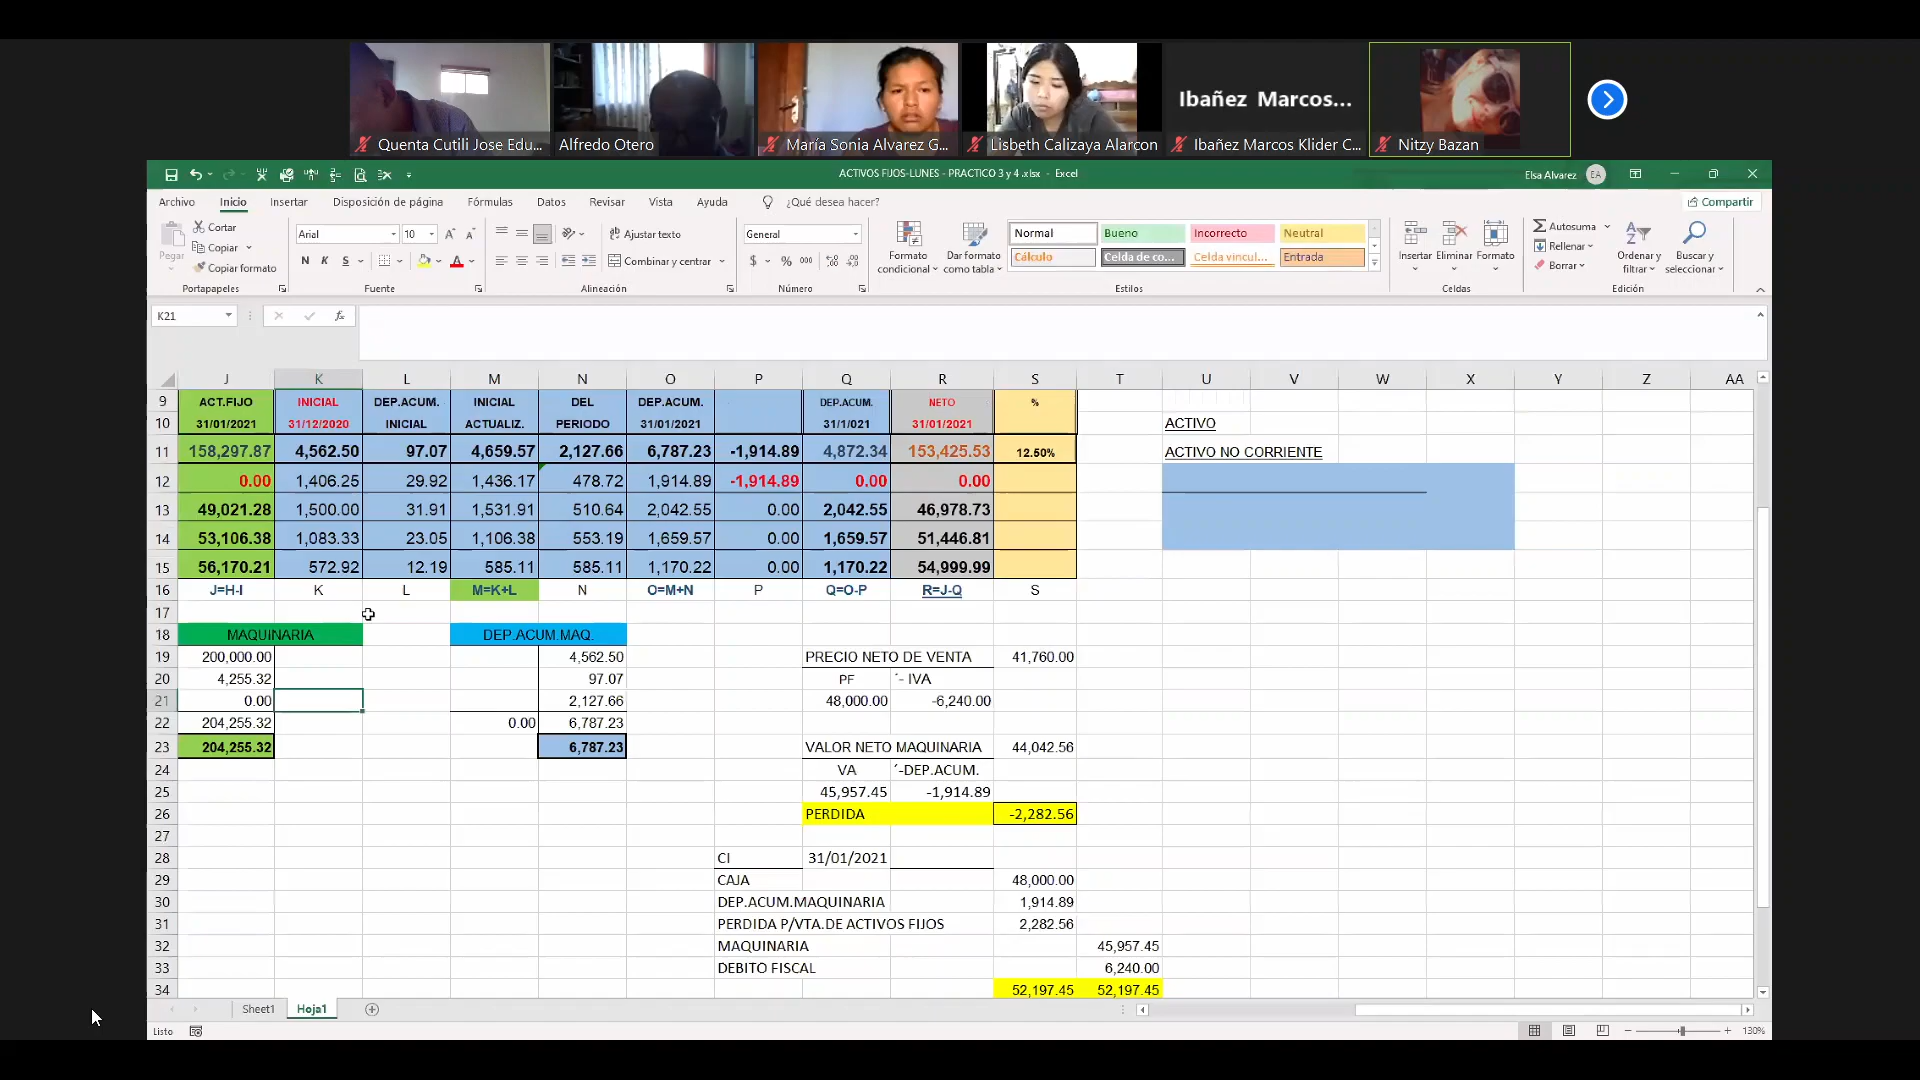 Ibañez Marcos...
Quenta Cutili Jose Edu...
Alfredo Otero
María Sonia Alvarez G...
Lisbeth Calizaya Alarcon
Ibañez Marcos Klider C...
Nitzy Bazan
ACTIVOS FIJOS-LUNES - PRACTICO 3 y 4 .xlsx - Excel
Elsa Alvarez EA
Archivo Inicio Insertar Disposición de página Fórmulas Datos Revisar Vista Ayuda ¿Qué desea hacer? Compartir
Pegar
Cortar
Copiar
Copiar formato
Portapapeles
Arial 10
N K S
Fuente
Ajustar texto
Combinar y centrar
Alineación
General
$ % 000
Número
Formato condicional
Dar formato como tabla
Normal Bueno Incorrecto Neutral
Cálculo Celda de co... Celda vincul... Entrada
Estilos
Insertar Eliminar Formato
Celdas
Autosuma
Rellenar
Borrar
Ordenary filtrar
Buscar y seleccionar
Edición
K21 fx
J K L M N O P Q R S T U V W X Y Z AA
9 ACT.FIJO INICIAL DEP.ACUM. INICIAL DEL DEP.ACUM. DEP.ACUM. NETO %
10 31/01/2021 31/12/2020 INICIAL ACTUALIZ. PERIODO 31/01/2021 31/1/021 31/01/2021 ACTIVO
11 158,297.87 4,562.50 97.07 4,659.57 2,127.66 6,787.23 -1,914.89 4,872.34 153,425.53 12.50% ACTIVO NO CORRIENTE
12 0.00 1,406.25 29.92 1,436.17 478.72 1,914.89 -1,914.89 0.00 0.00
13 49,021.28 1,500.00 31.91 1,531.91 510.64 2,042.55 0.00 2,042.55 46,978.73
14 53,106.38 1,083.33 23.05 1,106.38 553.19 1,659.57 0.00 1,659.57 51,446.81
15 56,170.21 572.92 12.19 585.11 585.11 1,170.22 0.00 1,170.22 54,999.99
16 J=H-I K L M=K+L N O=M+N P Q=O-P R=J-Q S
17
18 MAQUINARIA DEP.ACUM.MAQ.
19 200,000.00 4,562.50 PRECIO NETO DE VENTA 41,760.00
20 4,255.32 97.07 PF ´- IVA
21 0.00 2,127.66 48,000.00 -6,240.00
22 204,255.32 0.00 6,787.23
23 204,255.32 6,787.23 VALOR NETO MAQUINARIA 44,042.56
24 VA ´-DEP.ACUM.
25 45,957.45 -1,914.89
26 PERDIDA -2,282.56
27
28 CI 31/01/2021
29 CAJA 48,000.00
30 DEP.ACUM.MAQUINARIA 1,914.89
31 PERDIDA P/VTA.DE ACTIVOS FIJOS 2,282.56
32 MAQUINARIA 45,957.45
33 DEBITO FISCAL 6,240.00
34 52,197.45 52,197.45
Sheet1 Hoja1
Listo 130%